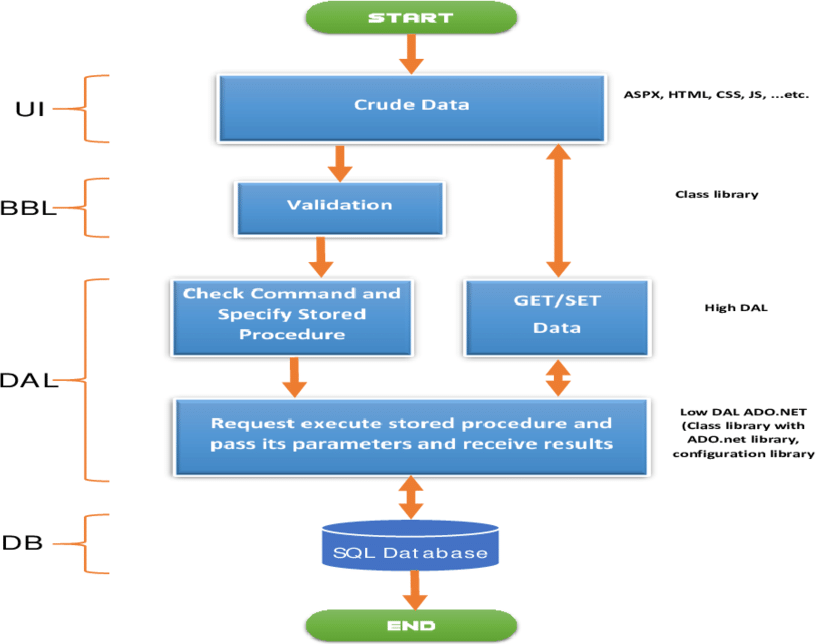 START
UI
Crude Data
ASPX, HTML, CSS, JS, ...etc.
BBL
Validation
Class library
DAL
Check Command and
Specify Stored
Procedure
GET/SET
Data
High DAL
Request execute stored procedure and
pass its parameters and receive results
Low DAL ADO.NET
(Class library with
ADO.net library,
configuration library
DB
SQL Database
END